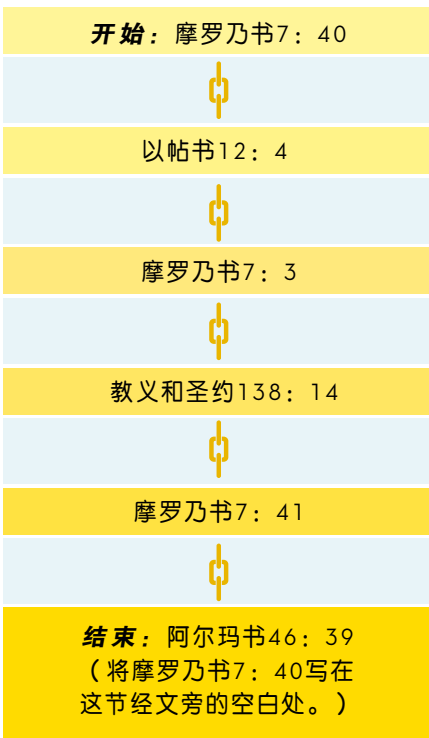 开始：摩罗乃书7：40
以帖书12：4
摩罗乃书7：3
教义和圣约138：14
摩罗乃书7：41
结束：阿尔玛书46：39
（将摩罗乃书7：40写在
这节经文旁的空白处。）